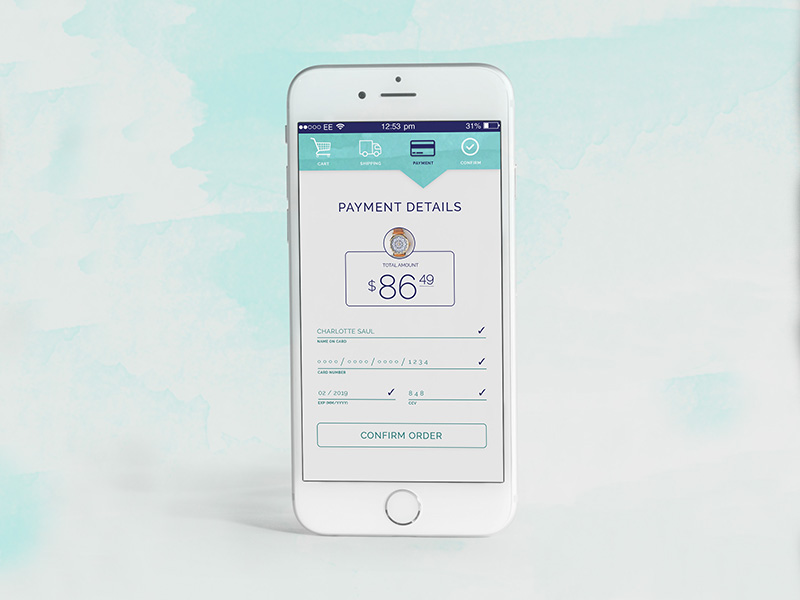 EE 12:53 pm 31%
CART SHIPPING PAYMENT CONFIRM
PAYMENT DETAILS
TOTAL AMOUNT
$86 49
CHARLOTTE SAUL
NAME ON CARD
/ / / 1234
CARD NUMBER
02 / 2019 848
EXP (MM/YYYY) CCV
CONFIRM ORDER